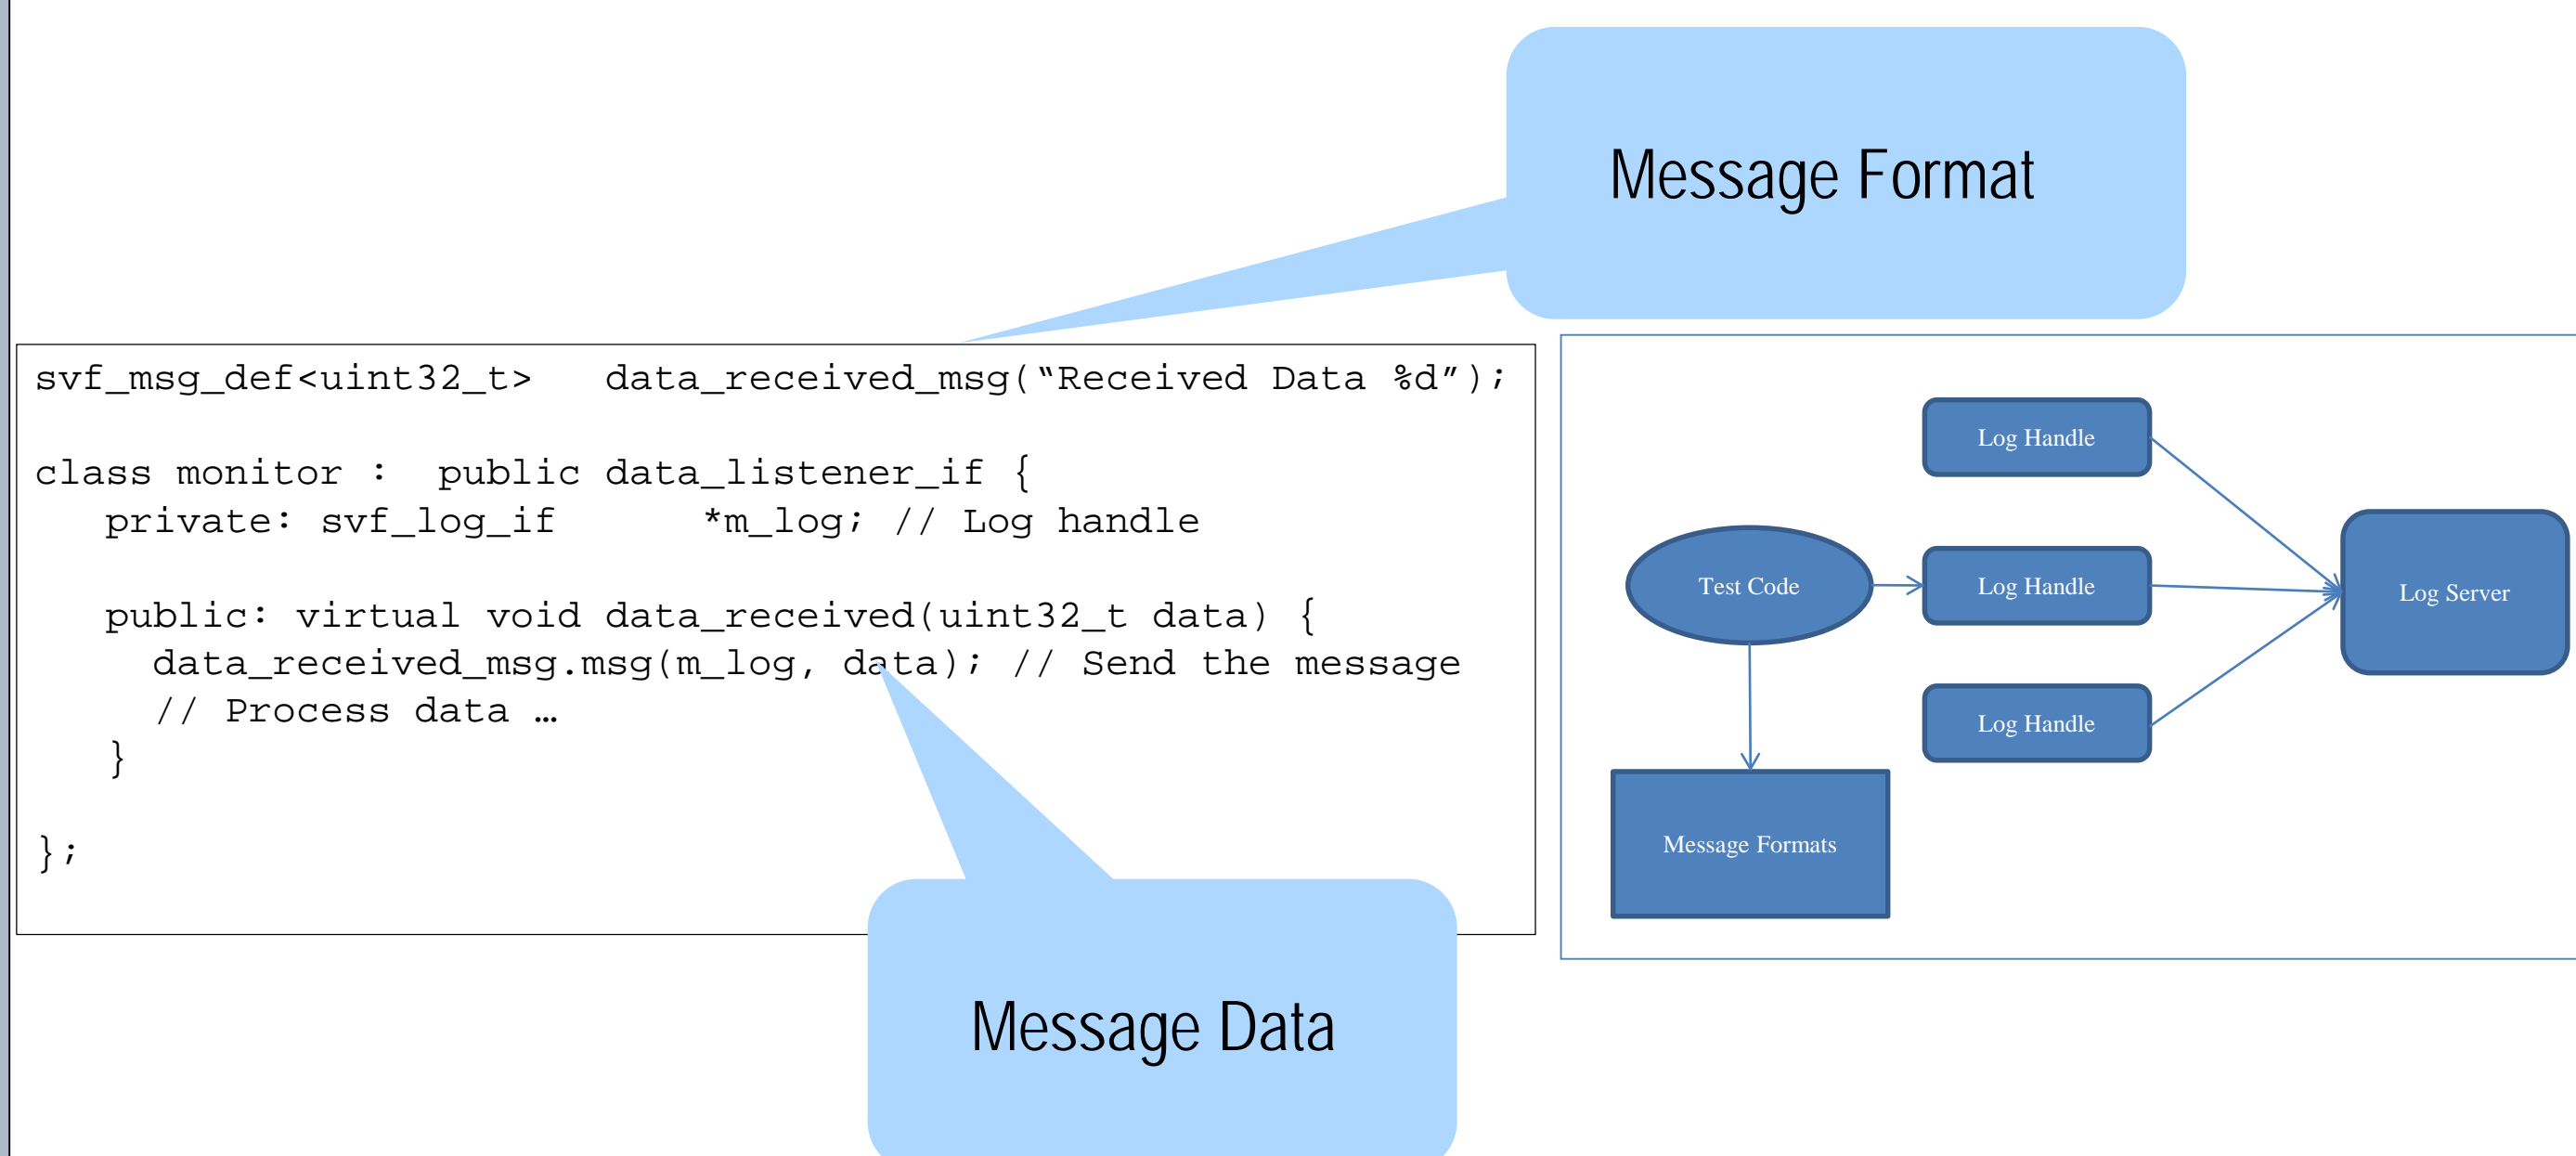 Message Format
svf_msg_def<uint32_t>   data_received_msg(“Received Data %d”);
class monitor :  public data_listener_if {
   private: svf_log_if      *m_log; // Log handle
   public: virtual void data_received(uint32_t data) {
     data_received_msg.msg(m_log, data); // Send the message
     // Process data …
   }
};
Message Data
Log Handle
Test Code
Log Handle
Log Server
Log Handle
Message Formats